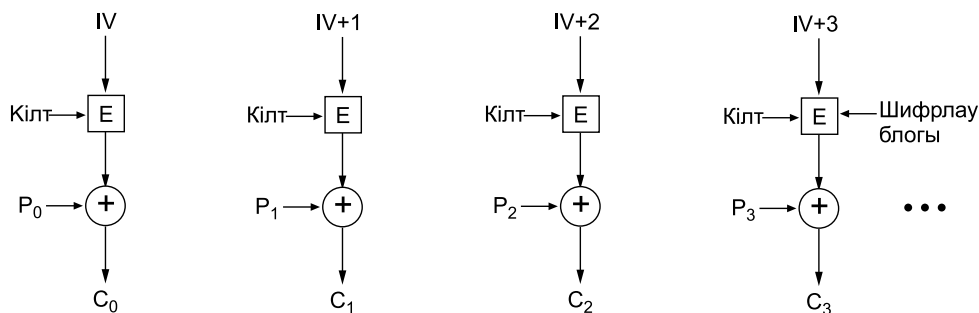 IV IV+1 IV+2 IV+3
Кілт E Кілт E Кілт E Кілт E Шифрлау
блогы
P0 + P1 + P2 + P3 + •••
C0 C1 C2 C3